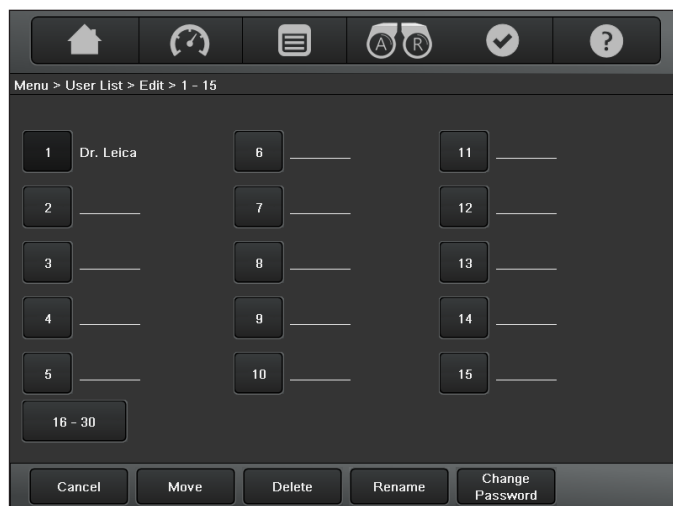 A R ?
Menu > User List > Edit > 1 - 15
1 Dr. Leica 6 11
2 7 12
3 8 13
4 9 14
5 10 15
16 - 30
Cancel Move Delete Rename Change Password